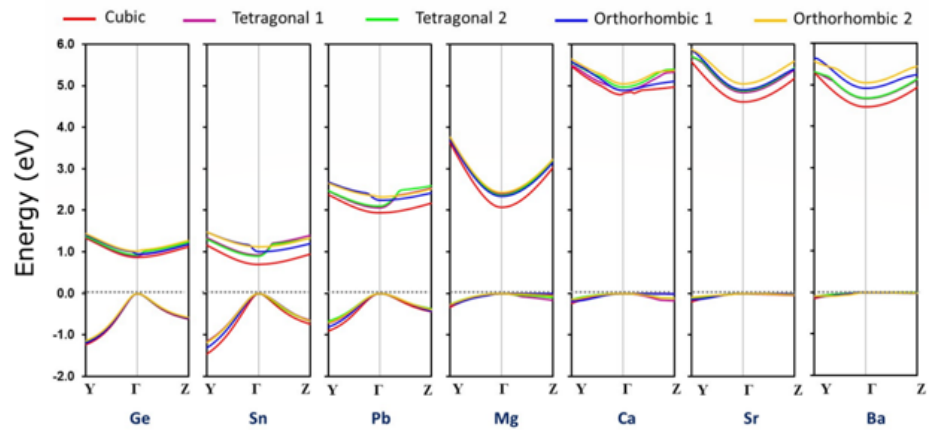 Cubic Tetragonal 1 Tetragonal 2 Orthorhombic 1 Orthorhombic 2
Energy (eV)
6.0
5.0
4.0
3.0
2.0
1.0
0.0
-1.0
-2.0
Y Γ Z Y Γ Z Y Γ Z Y Γ Z Y Γ Z Y Γ Z Y Γ Z
Ge Sn Pb Mg Ca Sr Ba